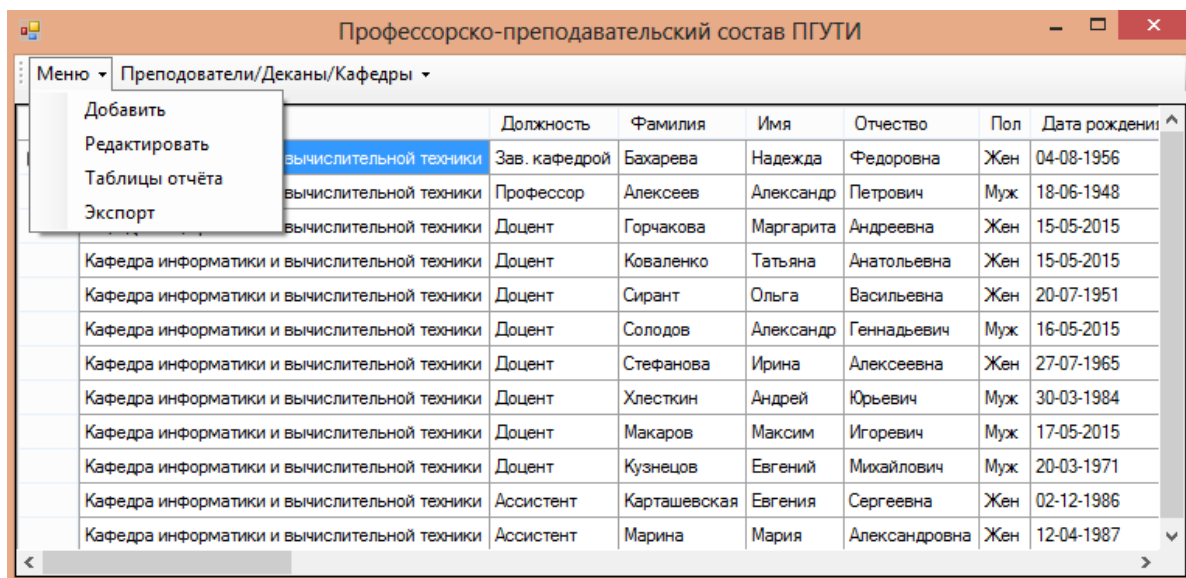 Профессорско-преподавательский состав ПГУТИ
Меню Преподователи/Деканы/Кафедры
Добавить
Редактировать
Таблицы отчёта
Экспорт
Должность Фамилия Имя Отчество Пол Дата рождения
вычислительной техники Зав. кафедрой Бахарева Надежда Федоровна Жен 04-08-1956
вычислительной техники Профессор Алексеев Александр Петрович Муж 18-06-1948
вычислительной техники Доцент Горчакова Маргарита Андреевна Жен 15-05-2015
Кафедра информатики и вычислительной техники Доцент Коваленко Татьяна Анатольевна Жен 15-05-2015
Кафедра информатики и вычислительной техники Доцент Сирант Ольга Васильевна Жен 20-07-1951
Кафедра информатики и вычислительной техники Доцент Солодов Александр Геннадьевич Муж 16-05-2015
Кафедра информатики и вычислительной техники Доцент Стефанова Ирина Алексеевна Жен 27-07-1965
Кафедра информатики и вычислительной техники Доцент Хлесткин Андрей Юрьевич Муж 30-03-1984
Кафедра информатики и вычислительной техники Доцент Макаров Максим Игоревич Муж 17-05-2015
Кафедра информатики и вычислительной техники Доцент Кузнецов Евгений Михайлович Муж 20-03-1971
Кафедра информатики и вычислительной техники Ассистент Карташевская Евгения Сергеевна Жен 02-12-1986
Кафедра информатики и вычислительной техники Ассистент Марина Мария Александровна Жен 12-04-1987